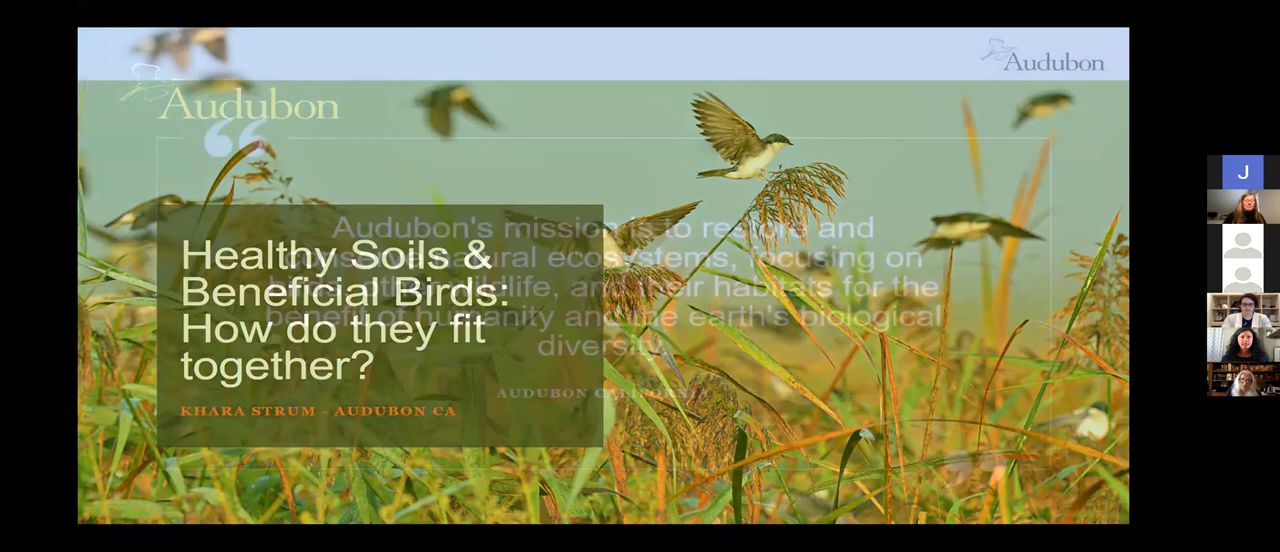 Audubon
Audubon
Healthy Soils &
Beneficial Birds:
How do they fit
together?
KHARA STRUM - AUDUBON CA
Audubon's mission is to restore and
natural ecosystems, focusing on
wildlife, and their habitats for the
benefit of humanity and the earth's biological
diversity.
AUDUBON CALIFORNIA
J